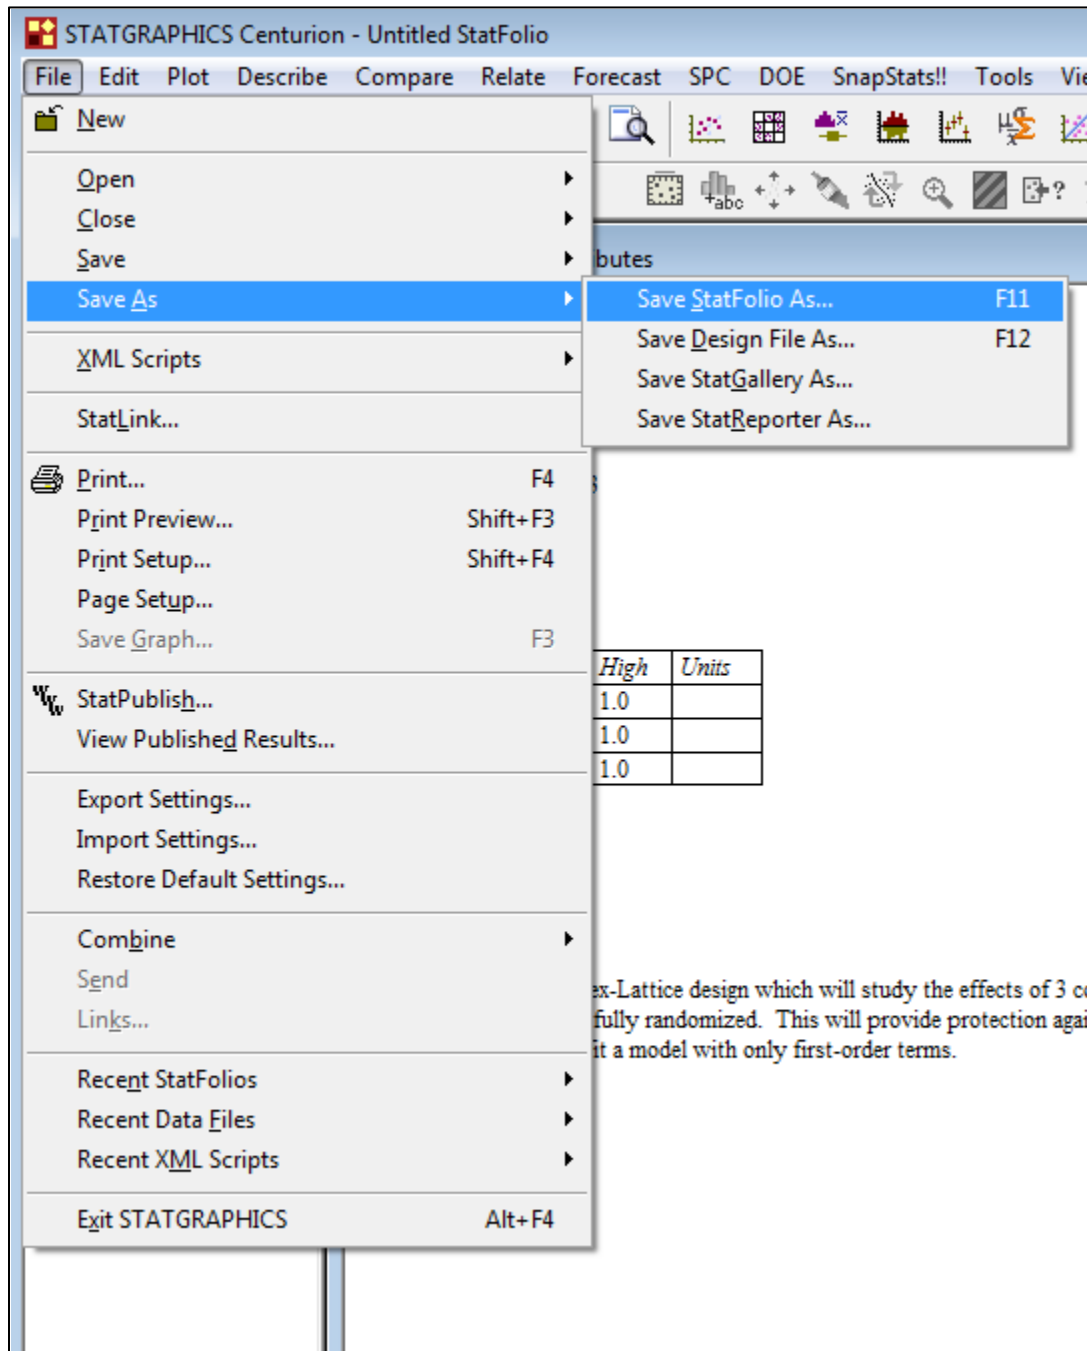 STATGRAPHICS Centurion - Untitled StatFolio
File Edit Plot Describe Compare Relate Forecast SPC DOE SnapStats!! Tools Vie
New
Open
Close
Save
butes
Save As
Save StatFolio As... F11
Save Design File As... F12
Save StatGallery As...
Save StatReporter As...
XML Scripts
StatLink...
Print... F4
Print Preview... Shift+F3
Print Setup... Shift+F4
Page Setup...
Save Graph... F3
High Units
1.0
1.0
1.0
StatPublish...
View Published Results...
Export Settings...
Import Settings...
Restore Default Settings...
Combine
Send
Links...
ex-Lattice design which will study the effects of 3 co
fully randomized. This will provide protection agai
it a model with only first-order terms.
Recent StatFolios
Recent Data Files
Recent XML Scripts
Exit STATGRAPHICS Alt+F4